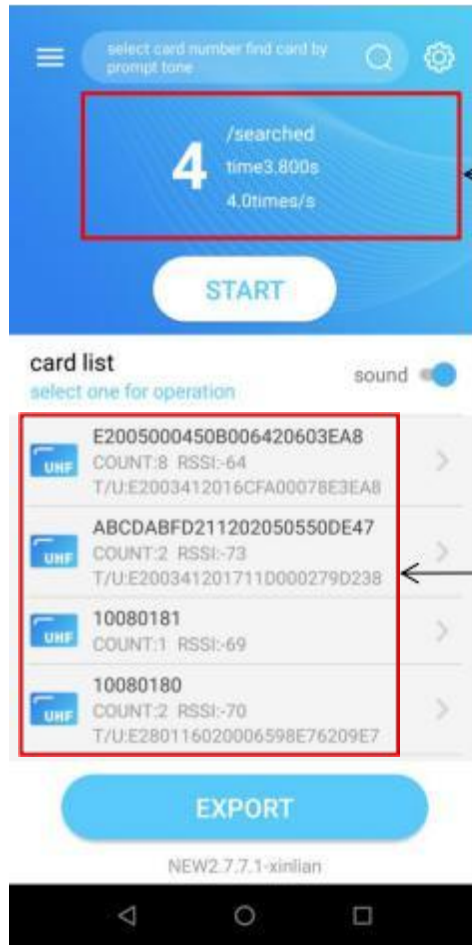 select card number find card by
prompt tone
4
/searched
time3.800s
4.0times/s
START
card list
sound
select one for operation
E2005000450B006420603EA8
UHF
COUNT:8 RSSI:-64
T/U:E2003412016CFA00078E3EA8
ABCDABFD211202050550DE47
UHF
COUNT:2 RSSI:-73
T/U:E200341201711D000279D238
10080181
UHF
COUNT:1 RSSI:-69
10080180
UHF
COUNT:2 RSSI:-70
T/U:E280116020006598E76209E7
EXPORT
NEW2.7.7.1-xinlian